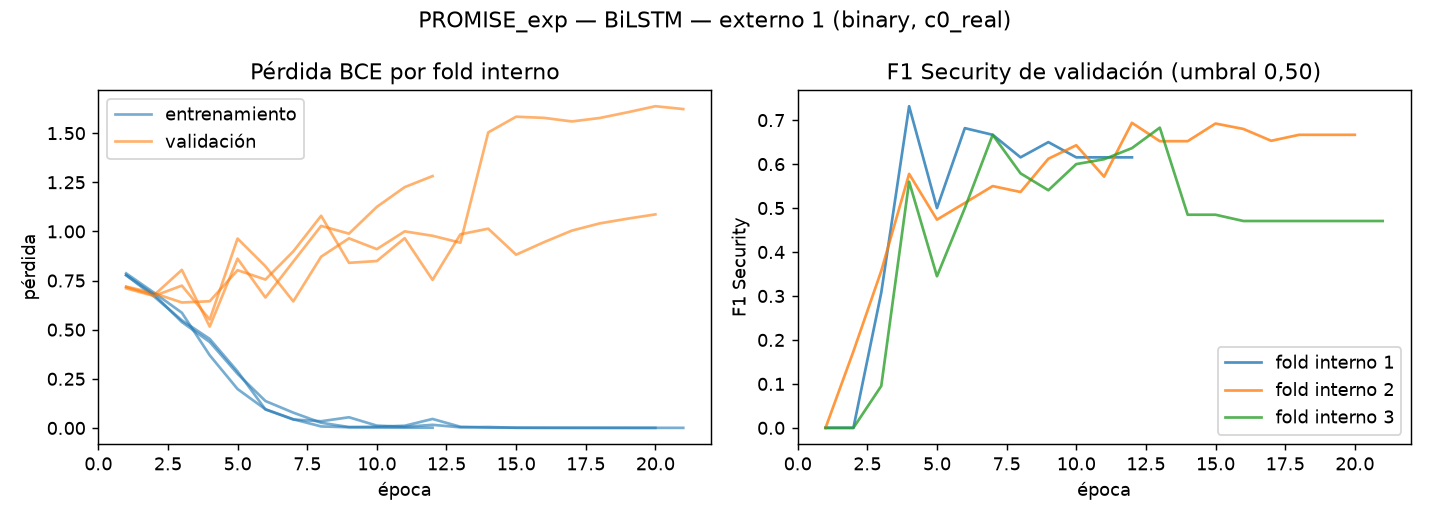 PROMISE_exp — BiLSTM — externo 1 (binary, c0_real)
Pérdida BCE por fold interno
entrenamiento
validación
pérdida
1.50
1.25
1.00
0.75
0.50
0.25
0.00
0.0 2.5 5.0 7.5 10.0 12.5 15.0 17.5 20.0
época
F1 Security de validación (umbral 0,50)
F1 Security
0.7
0.6
0.5
0.4
0.3
0.2
0.1
0.0
fold interno 1
fold interno 2
fold interno 3
0.0 2.5 5.0 7.5 10.0 12.5 15.0 17.5 20.0
época